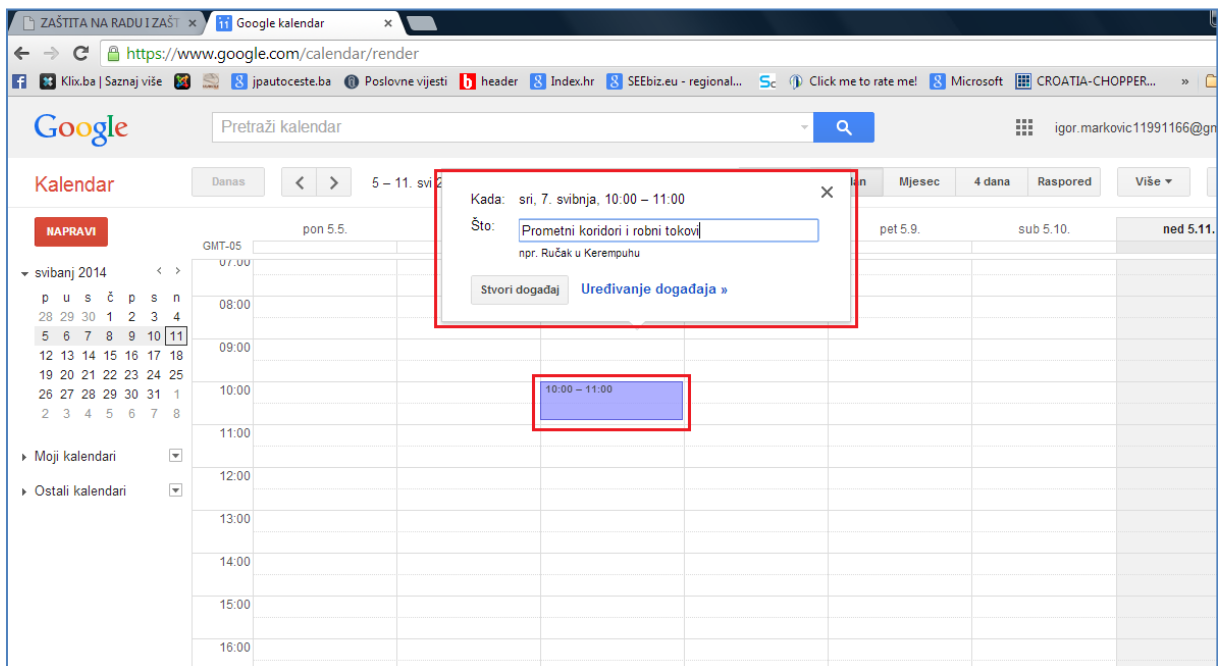 ZAŠTITA NA RADU I ZAŠT × Google kalendar ×
https://www.google.com/calendar/render
Klix.ba | Saznaj više jpautoceste.ba Poslovne vijesti header Index.hr SEEbiz.eu - regional... Click me to rate me! Microsoft CROATIA-CHOPPER... »
Google Pretraži kalendar igor.markovic11991166@gm
Kalendar Danas 5 – 11. svi 2 Mjesec 4 dana Raspored Više
Kada: sri, 7. svibnja, 10:00 – 11:00
Što: Prometni koridori i robni tokovi
npr. Ručak u Kerempuhu
Stvori događaj Uređivanje događaja »
NAPRAVI
GMT-05 pon 5.5. pet 5.9. sub 5.10. ned 5.11.
svibanj 2014 < >
p u s č p s n
28 29 30 1 2 3 4
5 6 7 8 9 10 11
12 13 14 15 16 17 18
19 20 21 22 23 24 25
26 27 28 29 30 31 1
2 3 4 5 6 7 8
Moji kalendari
Ostali kalendari
07:00
08:00
09:00
10:00 10:00 – 11:00
11:00
12:00
13:00
14:00
15:00
16:00